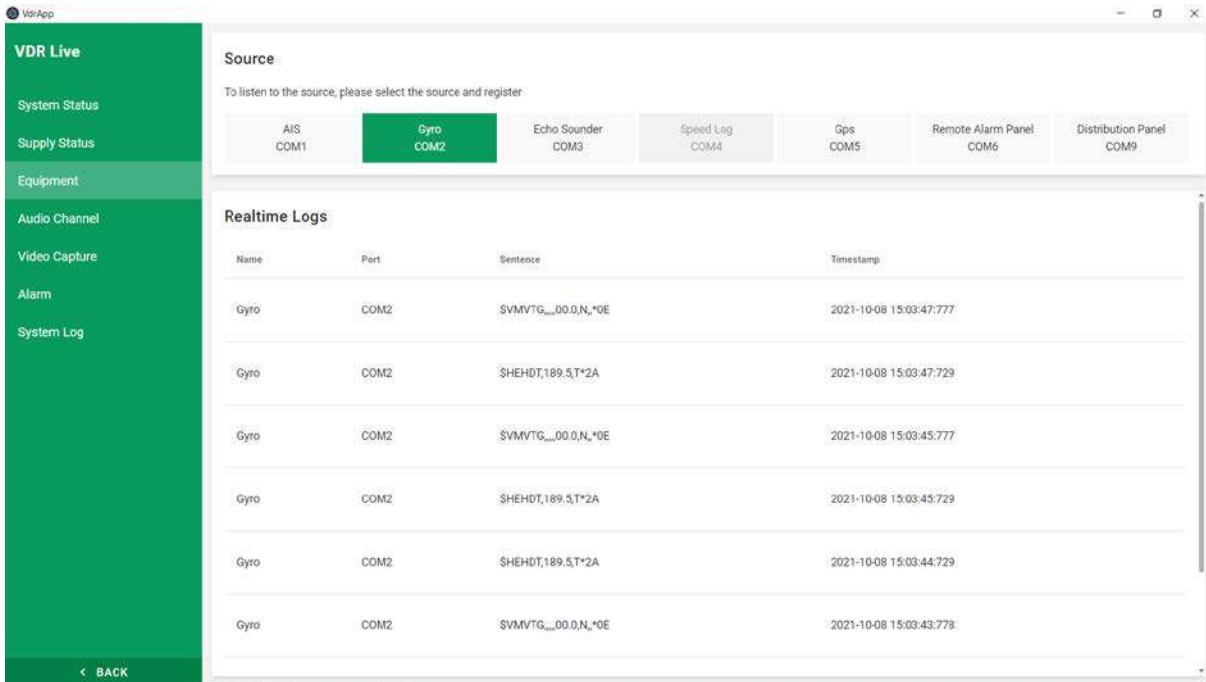 VdrApp
VDR Live
System Status
Supply Status
Equipment
Audio Channel
Video Capture
Alarm
System Log
< BACK
Source
To listen to the source, please select the source and register
AIS COM1
Gyro COM2
Echo Sounder COM3
Speed Log COM4
Gps COM5
Remote Alarm Panel COM6
Distribution Panel COM9
Realtime Logs
Name Port Sentence Timestamp
Gyro COM2 $VMVTG,,,,,00.0,N,,*0E 2021-10-08 15:03:47:777
Gyro COM2 $HEHDT,189.5,T*2A 2021-10-08 15:03:47:729
Gyro COM2 $VMVTG,,,,,00.0,N,,*0E 2021-10-08 15:03:45:777
Gyro COM2 $HEHDT,189.5,T*2A 2021-10-08 15:03:45:729
Gyro COM2 $HEHDT,189.5,T*2A 2021-10-08 15:03:44:729
Gyro COM2 $VMVTG,,,,,00.0,N,,*0E 2021-10-08 15:03:43:778